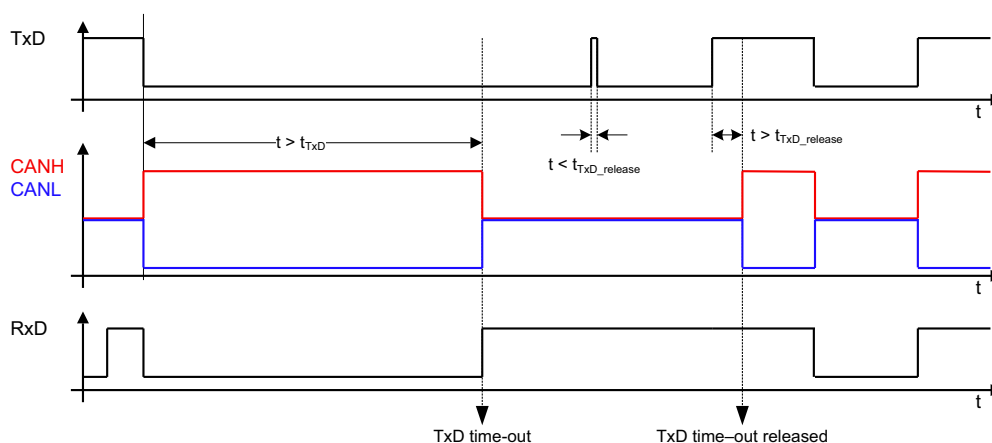 TxD
t
t > tTxD
t < tTxD_release
t > tTxD_release
CANH
CANL
t
RxD
t
TxD time-out
TxD time–out released